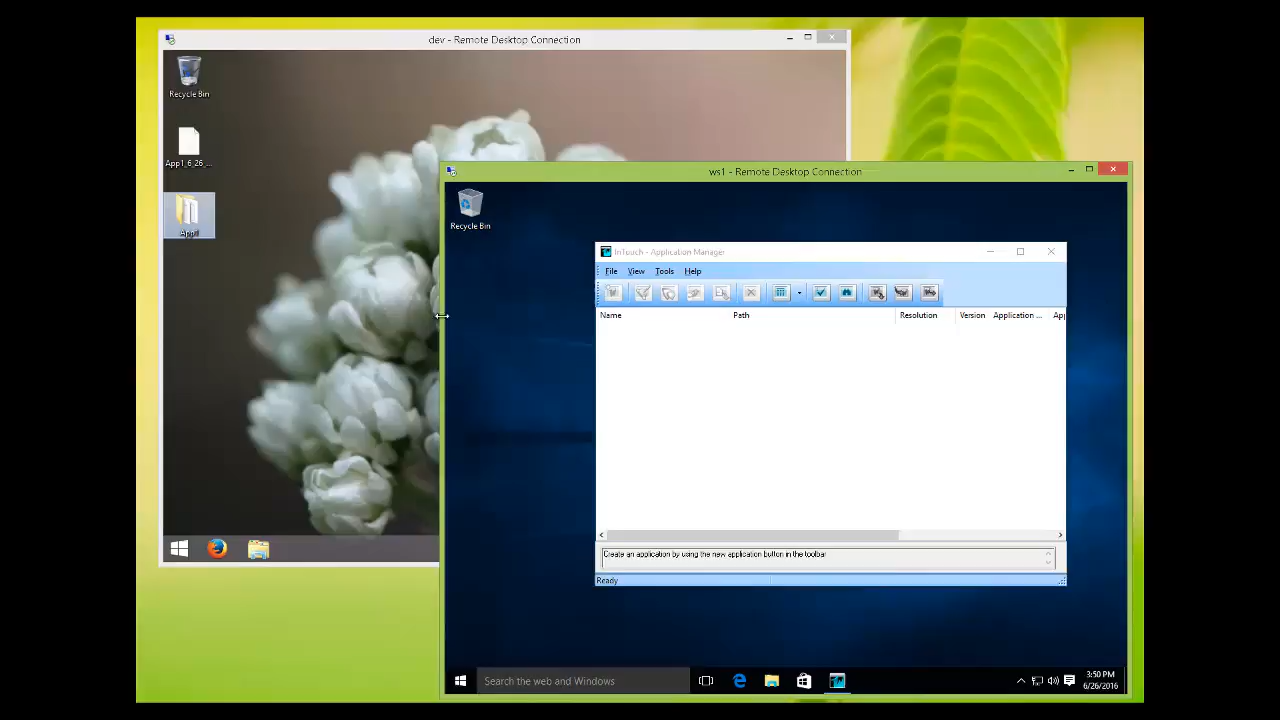 dev - Remote Desktop Connection
Recycle Bin
App1_6_26_...
App1
ws1 - Remote Desktop Connection
Recycle Bin
InTouch - Application Manager
File View Tools Help
Name Path Resolution Version Application ... App
Create an application by using the new application button in the toolbar
Ready
Search the web and Windows
3:50 PM
6/26/2016